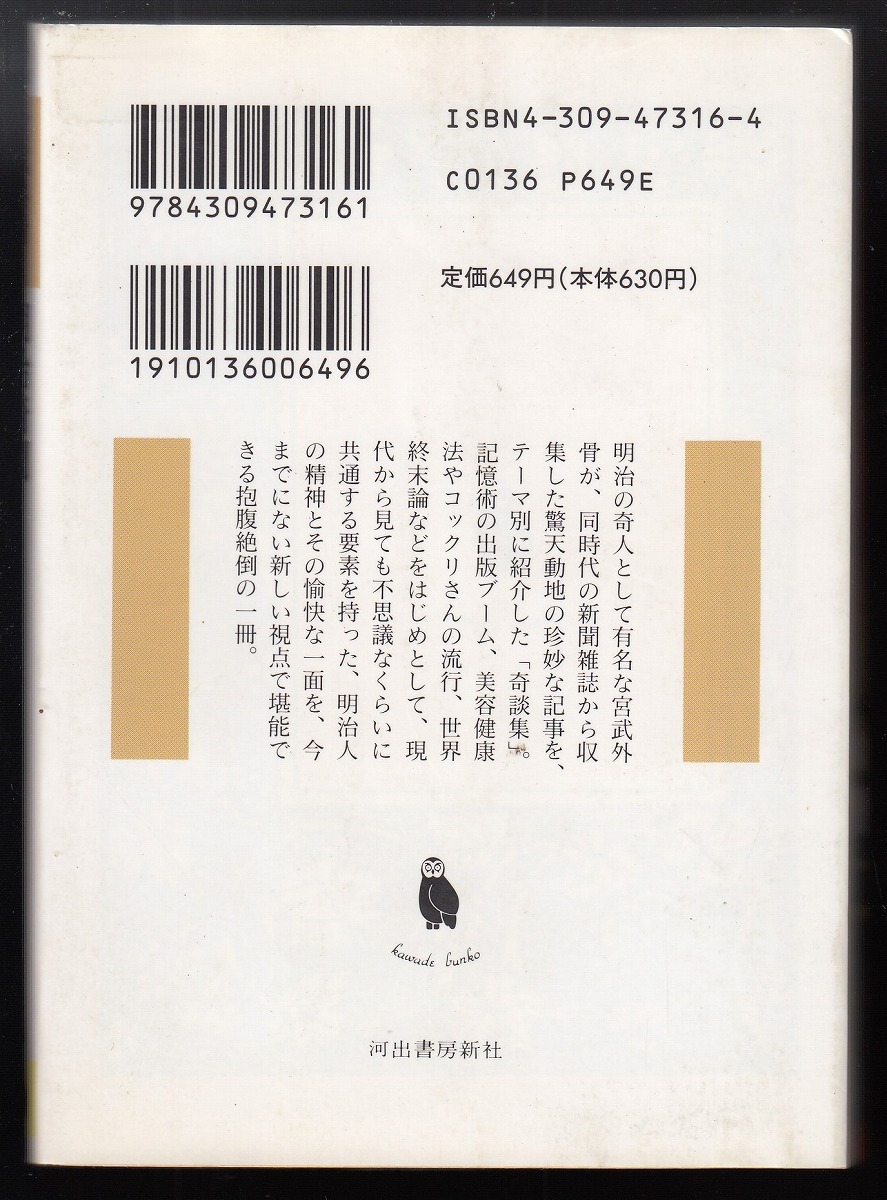 9784309473161
ISBN4-309-47316-4
C0136 P649E
1910136006496
定価649円(本体630円)
明治の奇人として有名な宮武外
骨が、同時代の新聞雑誌から収
集した驚天動地の珍妙な記事を、
テーマ別に紹介した「奇談集」。
記憶術の出版ブーム、美容健康
法やコックリさんの流行、世界
終末論などをはじめとして、現
代から見ても不思議なくらいに
共通する要素を持った、明治人
の精神とその愉快な一面を、今
までにない新しい視点で堪能で
きる抱腹絶倒の一冊。
kawade bunko
河出書房新社